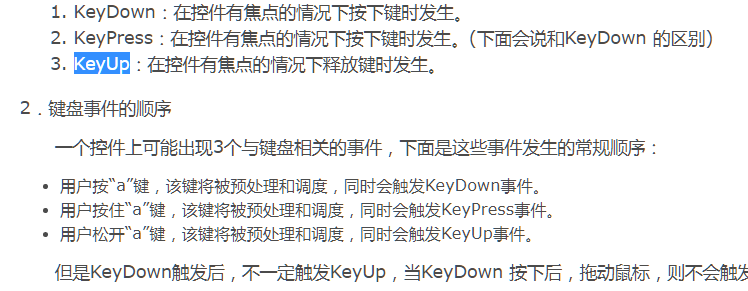 1. KeyDown：在控件有焦点的情况下按下键时发生。
2. KeyPress：在控件有焦点的情况下按下键时发生。(下面会说和KeyDown 的区别)
3. KeyUp：在控件有焦点的情况下释放键时发生。
2．键盘事件的顺序
一个控件上可能出现3个与键盘相关的事件，下面是这些事件发生的常规顺序：
• 用户按“a”键，该键将被预处理和调度，同时会触发KeyDown事件。
• 用户按住“a”键，该键将被预处理和调度，同时会触发KeyPress事件。
• 用户松开“a”键，该键将被预处理和调度，同时会触发KeyUp事件。
但是KeyDown触发后，不一定触发KeyUp，当KeyDown 按下后，拖动鼠标，则不会触发